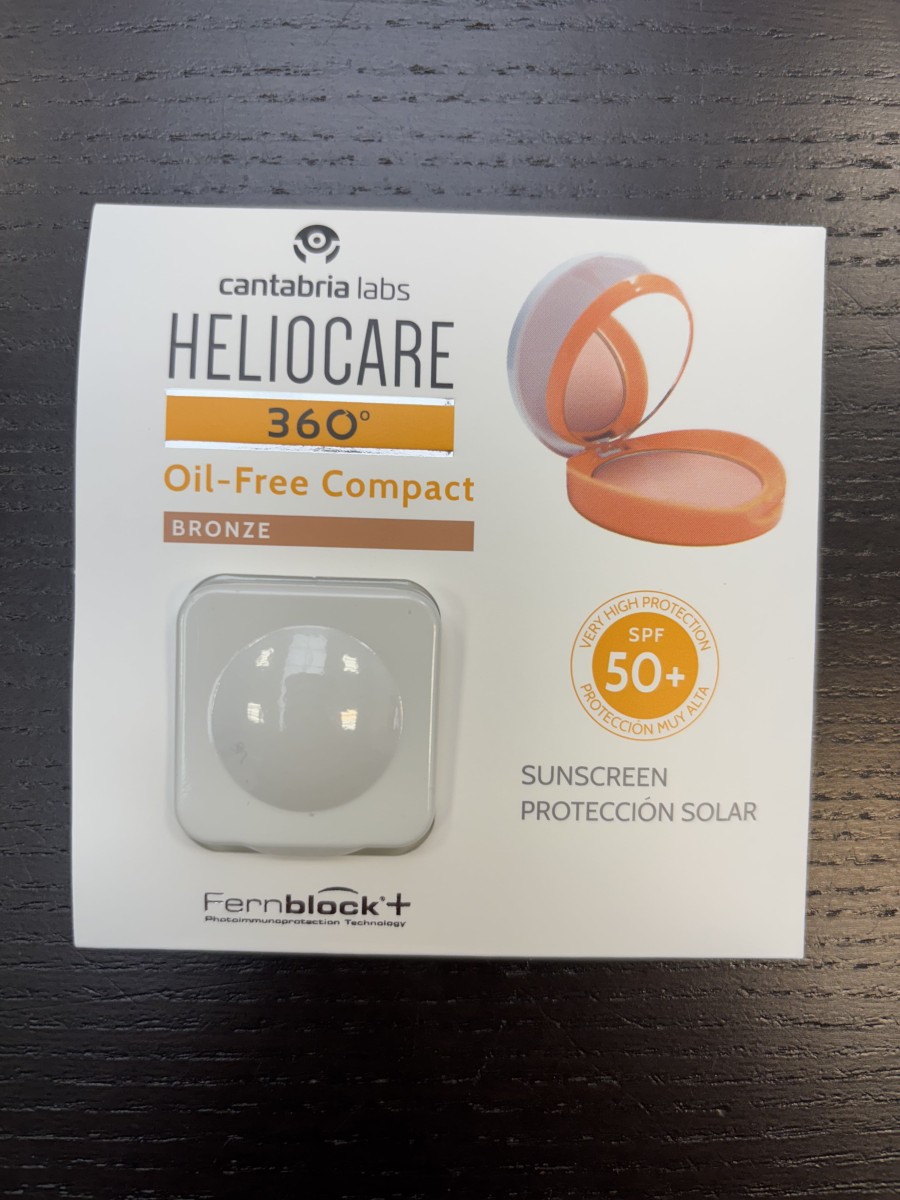 cantabria labs
HELIOCARE
360°
Oil-Free Compact
BRONZE
VERY HIGH PROTECTION
SPF
50+
PROTECCIÓN MUY ALTA
SUNSCREEN
PROTECCIÓN SOLAR
Fernblock®+
Photoimmunoprotection Technology